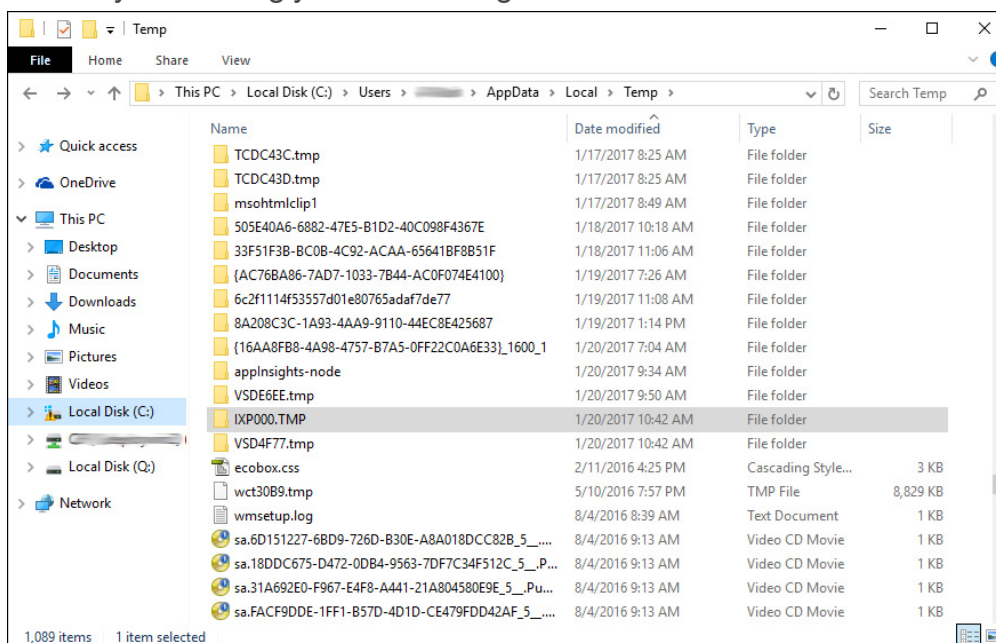 Temp
File Home Share View
This PC > Local Disk (C:) > Users > > AppData > Local > Temp > Search Temp
Name Date modified Type Size
Quick access
OneDrive
This PC
Desktop
Documents
Downloads
Music
Pictures
Videos
Local Disk (C:)
Local Disk (Q:)
Network
TCDC43C.tmp 1/17/2017 8:25 AM File folder
TCDC43D.tmp 1/17/2017 8:25 AM File folder
msohtmlclip1 1/17/2017 8:49 AM File folder
505E40A6-6882-47E5-B1D2-40C098F4367E 1/18/2017 10:18 AM File folder
33F51F3B-BC0B-4C92-ACAA-65641BF8B51F 1/18/2017 11:06 AM File folder
{AC76BA86-7AD7-1033-7B44-AC0F074E4100} 1/19/2017 7:26 AM File folder
6c2f1114f53557d01e80765adaf7de77 1/19/2017 11:08 AM File folder
8A208C3C-1A93-4AA9-9110-44EC8E425687 1/19/2017 1:14 PM File folder
{16AA8FB8-4A98-4757-B7A5-0FF22C0A6E33}_1600_1 1/20/2017 7:04 AM File folder
appInsights-node 1/20/2017 9:34 AM File folder
VSDE6EE.tmp 1/20/2017 9:50 AM File folder
IXP000.TMP 1/20/2017 10:42 AM File folder
VSD4F77.tmp 1/20/2017 10:42 AM File folder
ecobox.css 2/11/2016 4:25 PM Cascading Style... 3 KB
wct30B9.tmp 5/10/2016 7:57 PM TMP File 8,829 KB
wmsetup.log 8/4/2016 8:39 AM Text Document 1 KB
sa.6D151227-6BD9-726D-B30E-A8A018DCC82B_5__.... 8/4/2016 9:13 AM Video CD Movie 1 KB
sa.18DDC675-D472-0DB4-9563-7DF7C34F512C_5__.P... 8/4/2016 9:13 AM Video CD Movie 1 KB
sa.31A692E0-F967-E4F8-A441-21A804580E9E_5__.Pu... 8/4/2016 9:13 AM Video CD Movie 1 KB
sa.FACF9DDE-1FF1-B57D-4D1D-CE479FDD42AF_5__.... 8/4/2016 9:13 AM Video CD Movie 1 KB
1,089 items 1 item selected